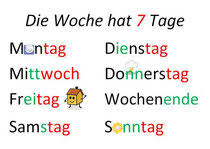 Die Woche hat 7 Tage
Montag Dienstag
Mittwoch Donnerstag
Freitag Wochenende
Samstag Sonntag